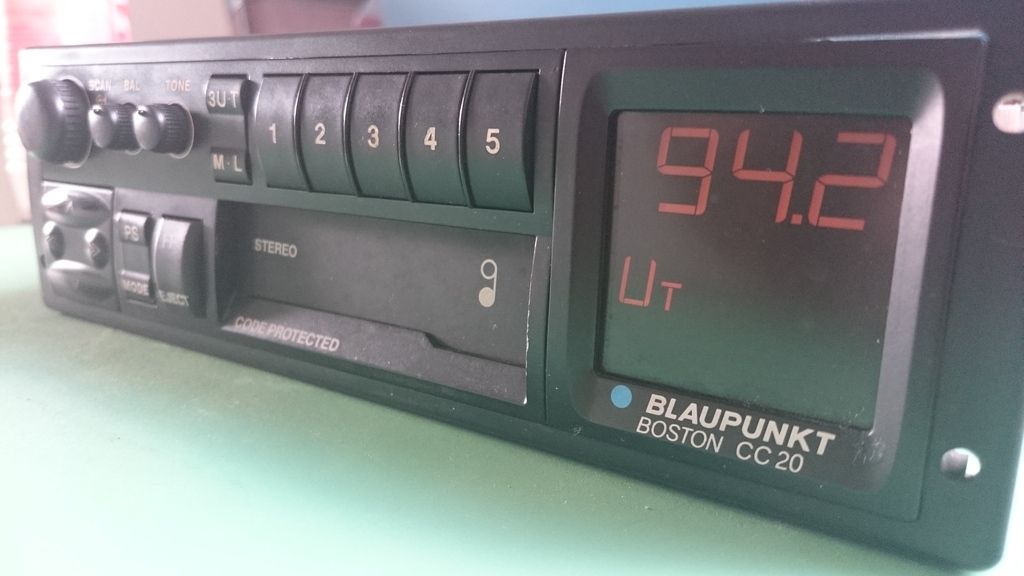 SCAN BAL TONE
3U·T
M·L
1 2 3 4 5
PS
MODE
EJECT
STEREO
CODE PROTECTED
94.2
UT
BLAUPUNKT
BOSTON CC 20